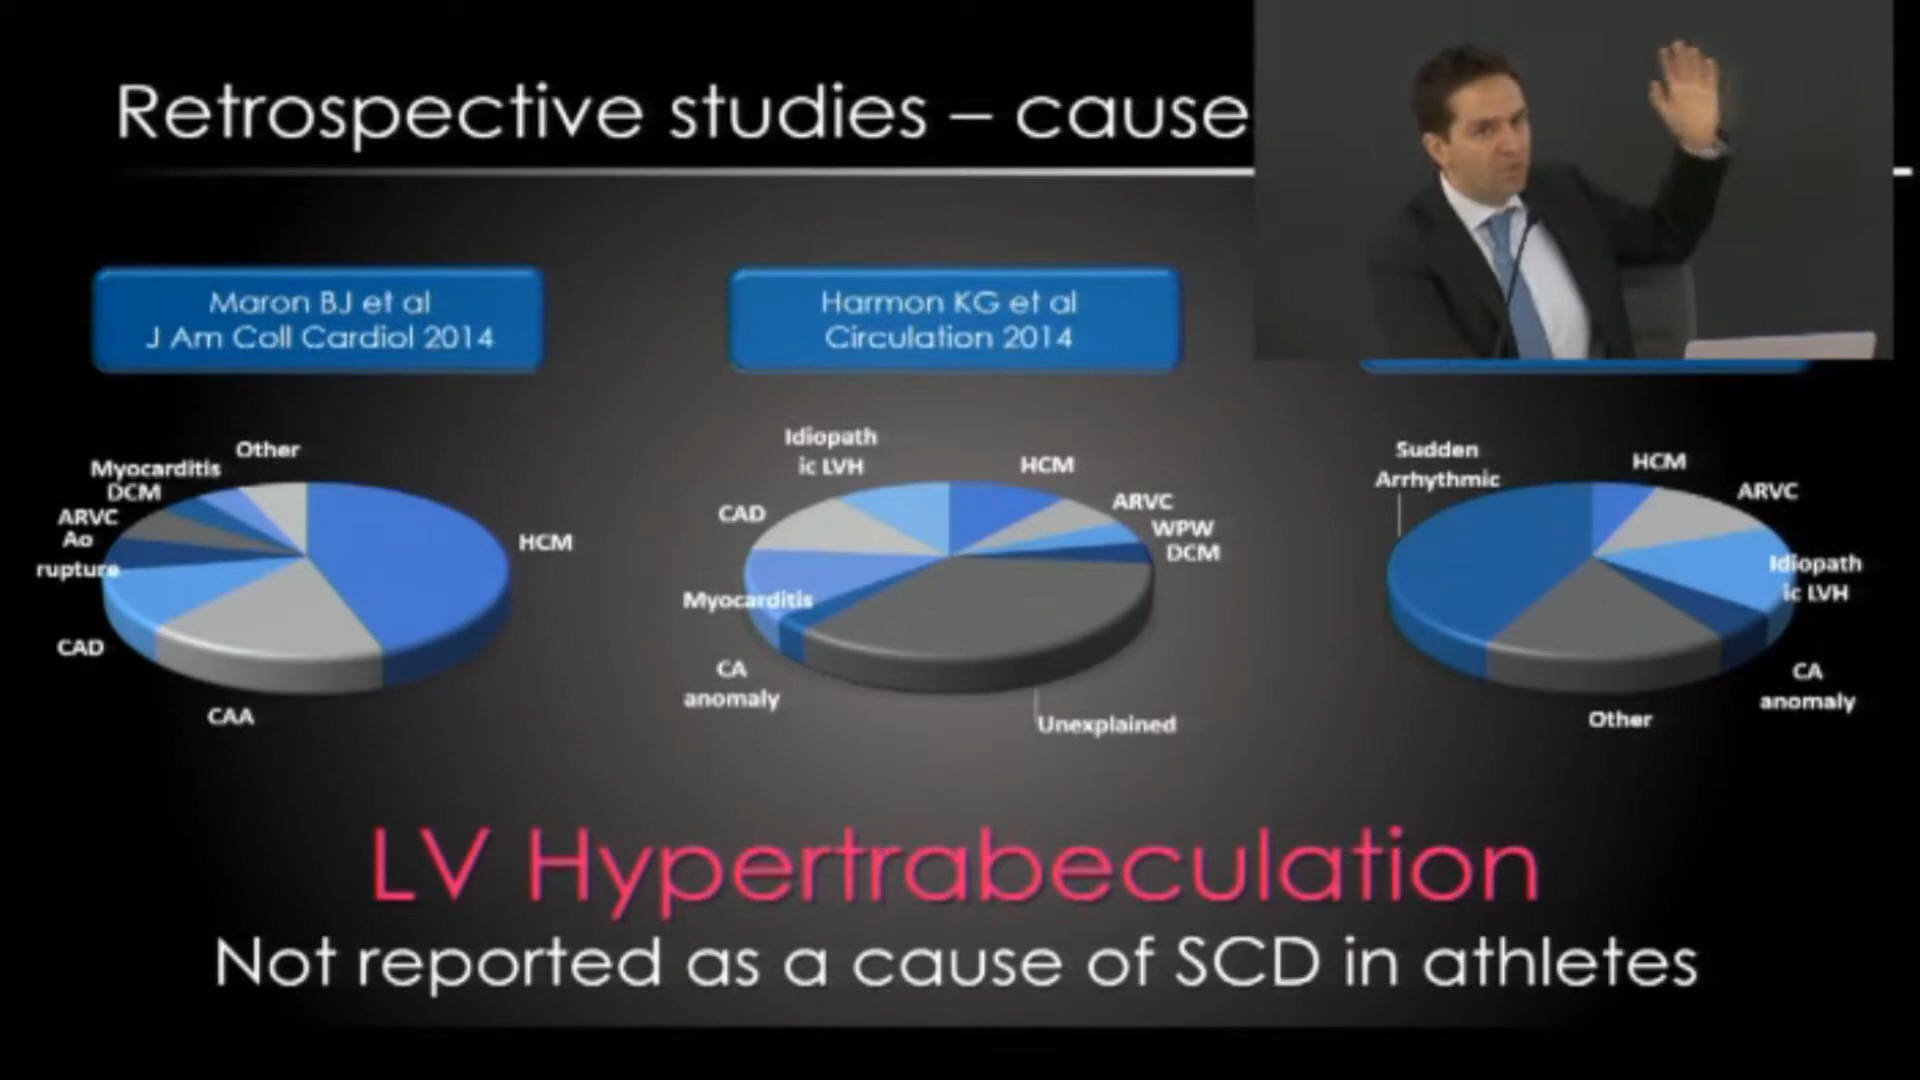 Retrospective studies – cause
Maron BJ et al
J Am Coll Cardiol 2014
Harmon KG et al
Circulation 2014
Other
Myocarditis
DCM
ARVC
Ao
rupture
CAD
CAA
HCM
Idiopath
ic LVH
HCM
ARVC
WPW
DCM
CAD
Myocarditis
CA
anomaly
Unexplained
Sudden
Arrhythmic
HCM
ARVC
Idiopath
ic LVH
CA
anomaly
Other
LV Hypertrabeculation
Not reported as a cause of SCD in athletes